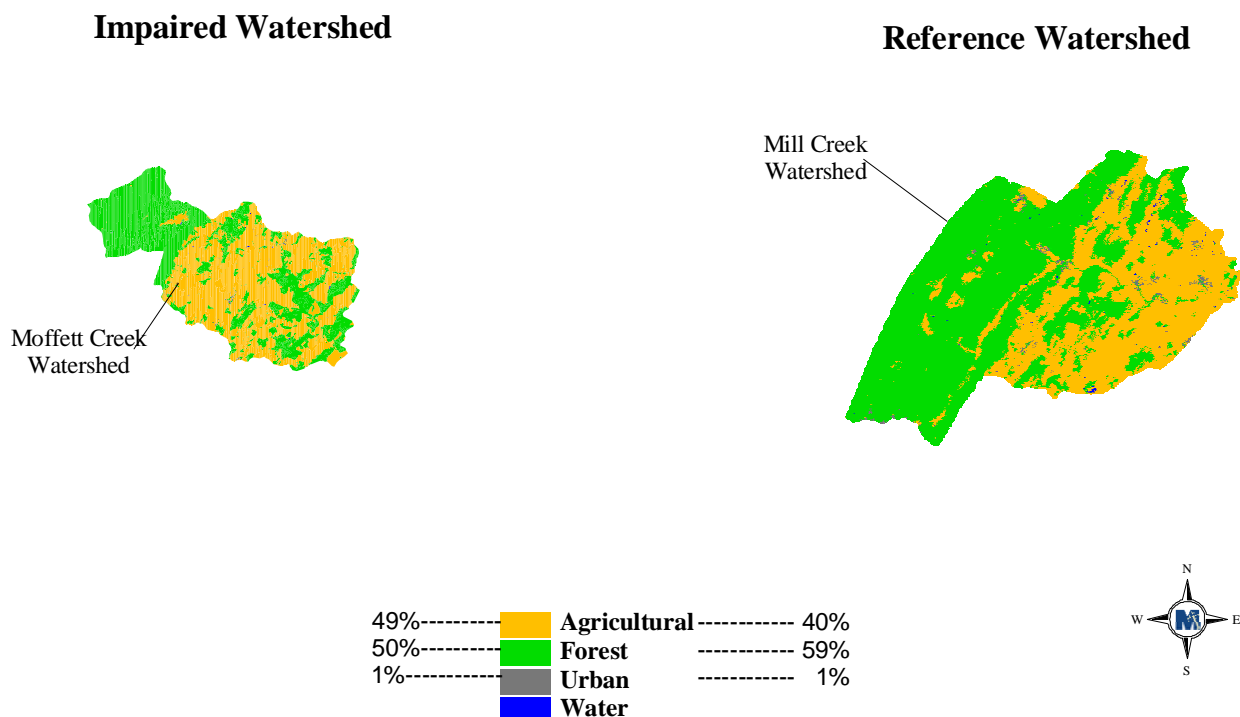 Impaired Watershed
Reference Watershed
Mill Creek
Watershed
Moffett Creek
Watershed
49%--------- Agricultural ---------- 40%
50%--------- Forest ---------- 59%
1%--------- Urban ---------- 1%
Water
N
W M E
S